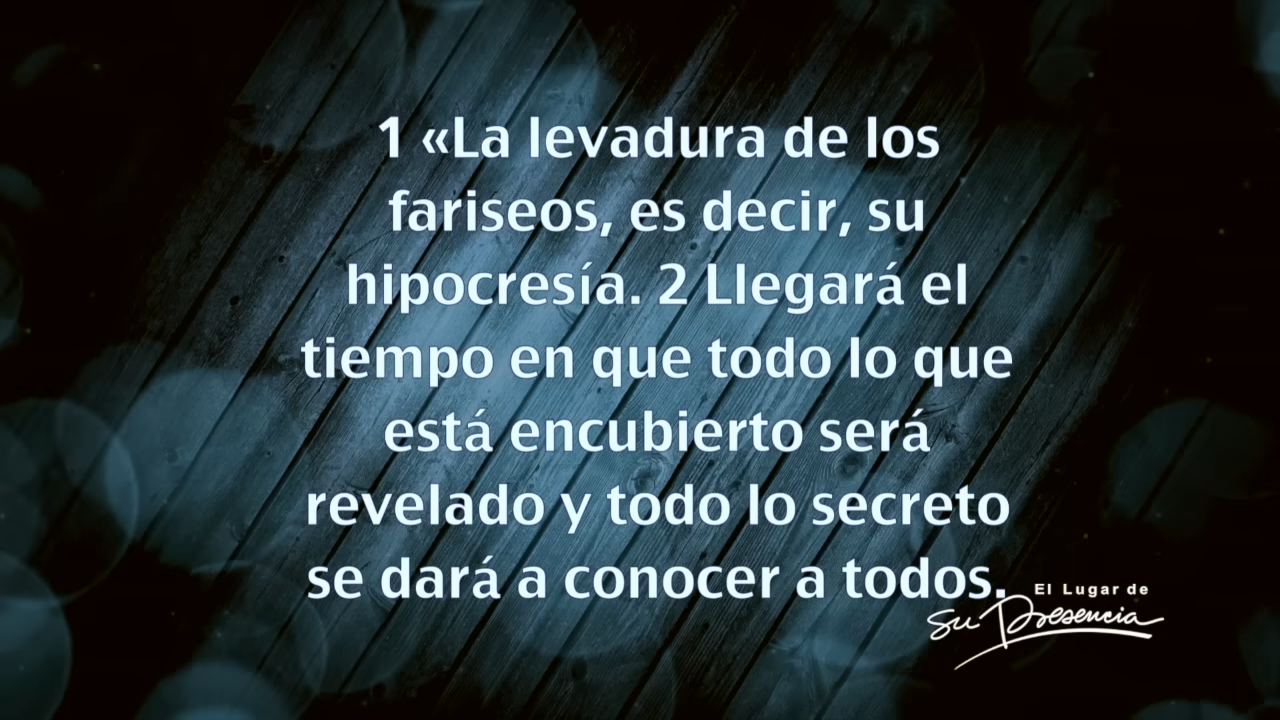 1 «La levadura de los
fariseos, es decir, su
hipocresía. 2 Llegará el
tiempo en que todo lo que
está encubierto será
revelado y todo lo secreto
se dará a conocer a todos.
El Lugar de
Su Presencia